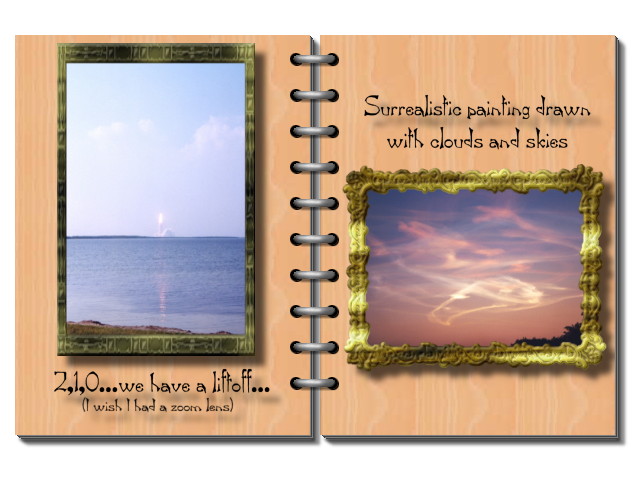 2,1,0...we have a liftoff...
(I wish I had a zoom lens)
Surrealistic painting drawn
with clouds and skies